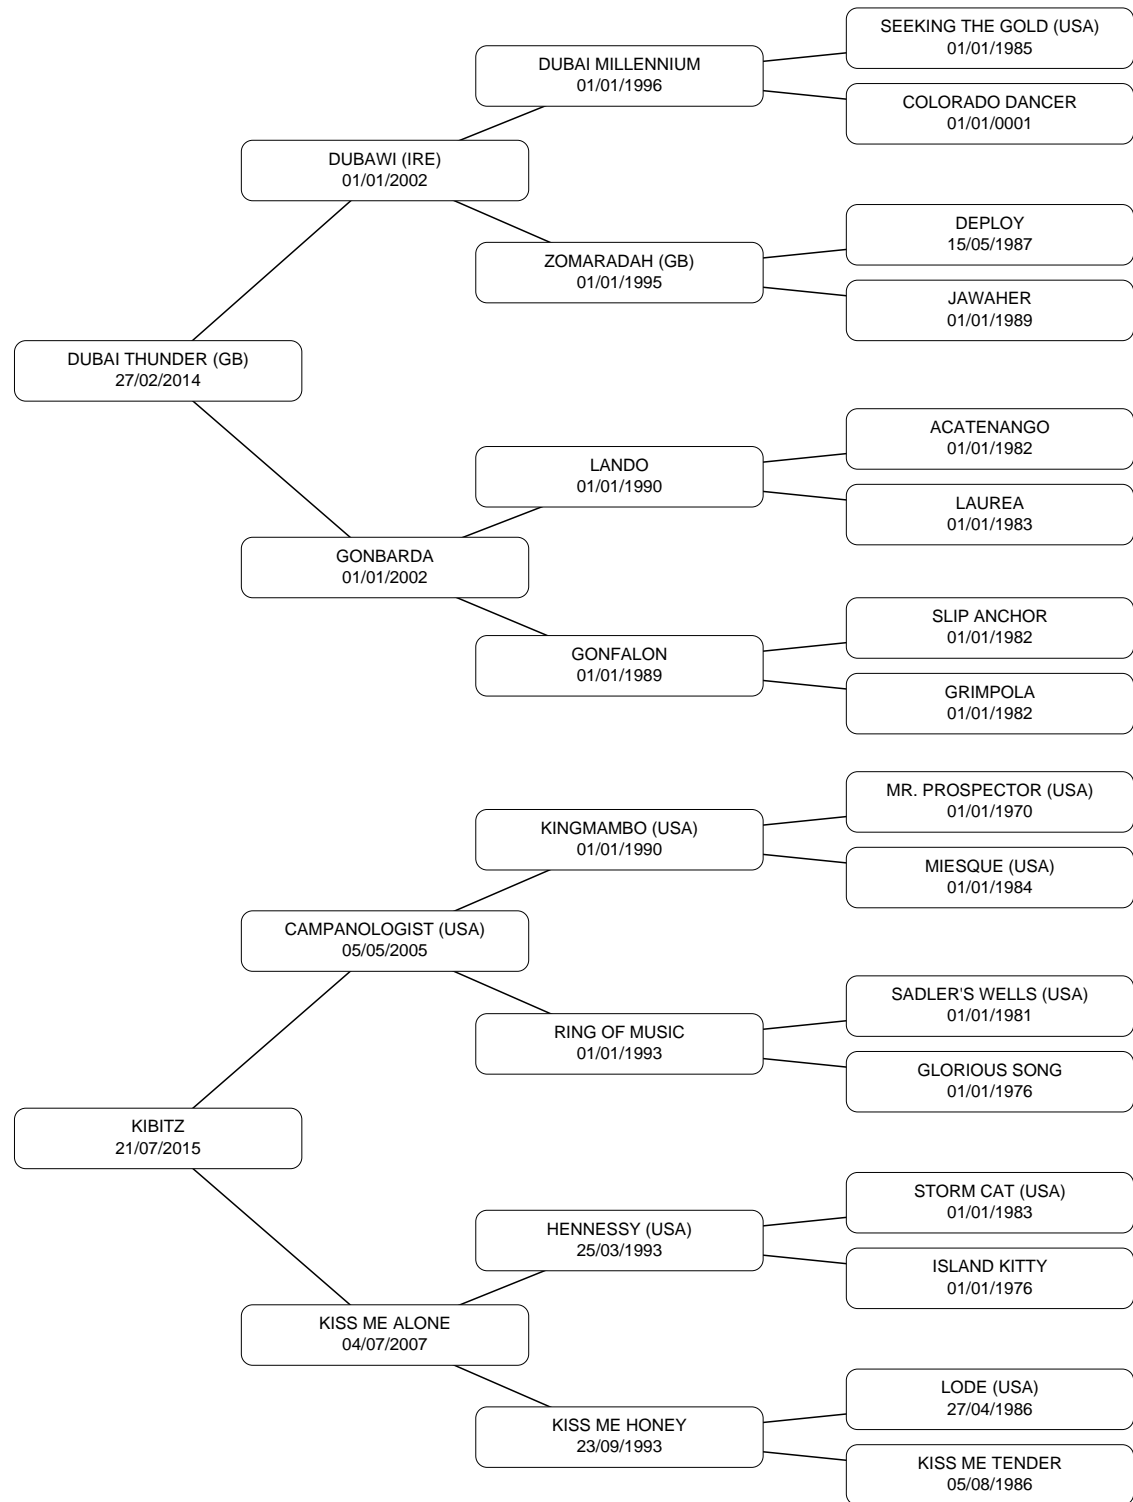 SEEKING THE GOLD (USA)
01/01/1985
DUBAI MILLENNIUM
01/01/1996
COLORADO DANCER
01/01/0001
DUBAWI (IRE)
01/01/2002
DEPLOY
15/05/1987
ZOMARADAH (GB)
01/01/1995
JAWAHER
01/01/1989
DUBAI THUNDER (GB)
27/02/2014
ACATENANGO
01/01/1982
LANDO
01/01/1990
LAUREA
01/01/1983
GONBARDA
01/01/2002
SLIP ANCHOR
01/01/1982
GONFALON
01/01/1989
GRIMPOLA
01/01/1982
MR. PROSPECTOR (USA)
01/01/1970
KINGMAMBO (USA)
01/01/1990
MIESQUE (USA)
01/01/1984
CAMPANOLOGIST (USA)
05/05/2005
SADLER'S WELLS (USA)
01/01/1981
RING OF MUSIC
01/01/1993
GLORIOUS SONG
01/01/1976
KIBITZ
21/07/2015
STORM CAT (USA)
01/01/1983
HENNESSY (USA)
25/03/1993
ISLAND KITTY
01/01/1976
KISS ME ALONE
04/07/2007
LODE (USA)
27/04/1986
KISS ME HONEY
23/09/1993
KISS ME TENDER
05/08/1986